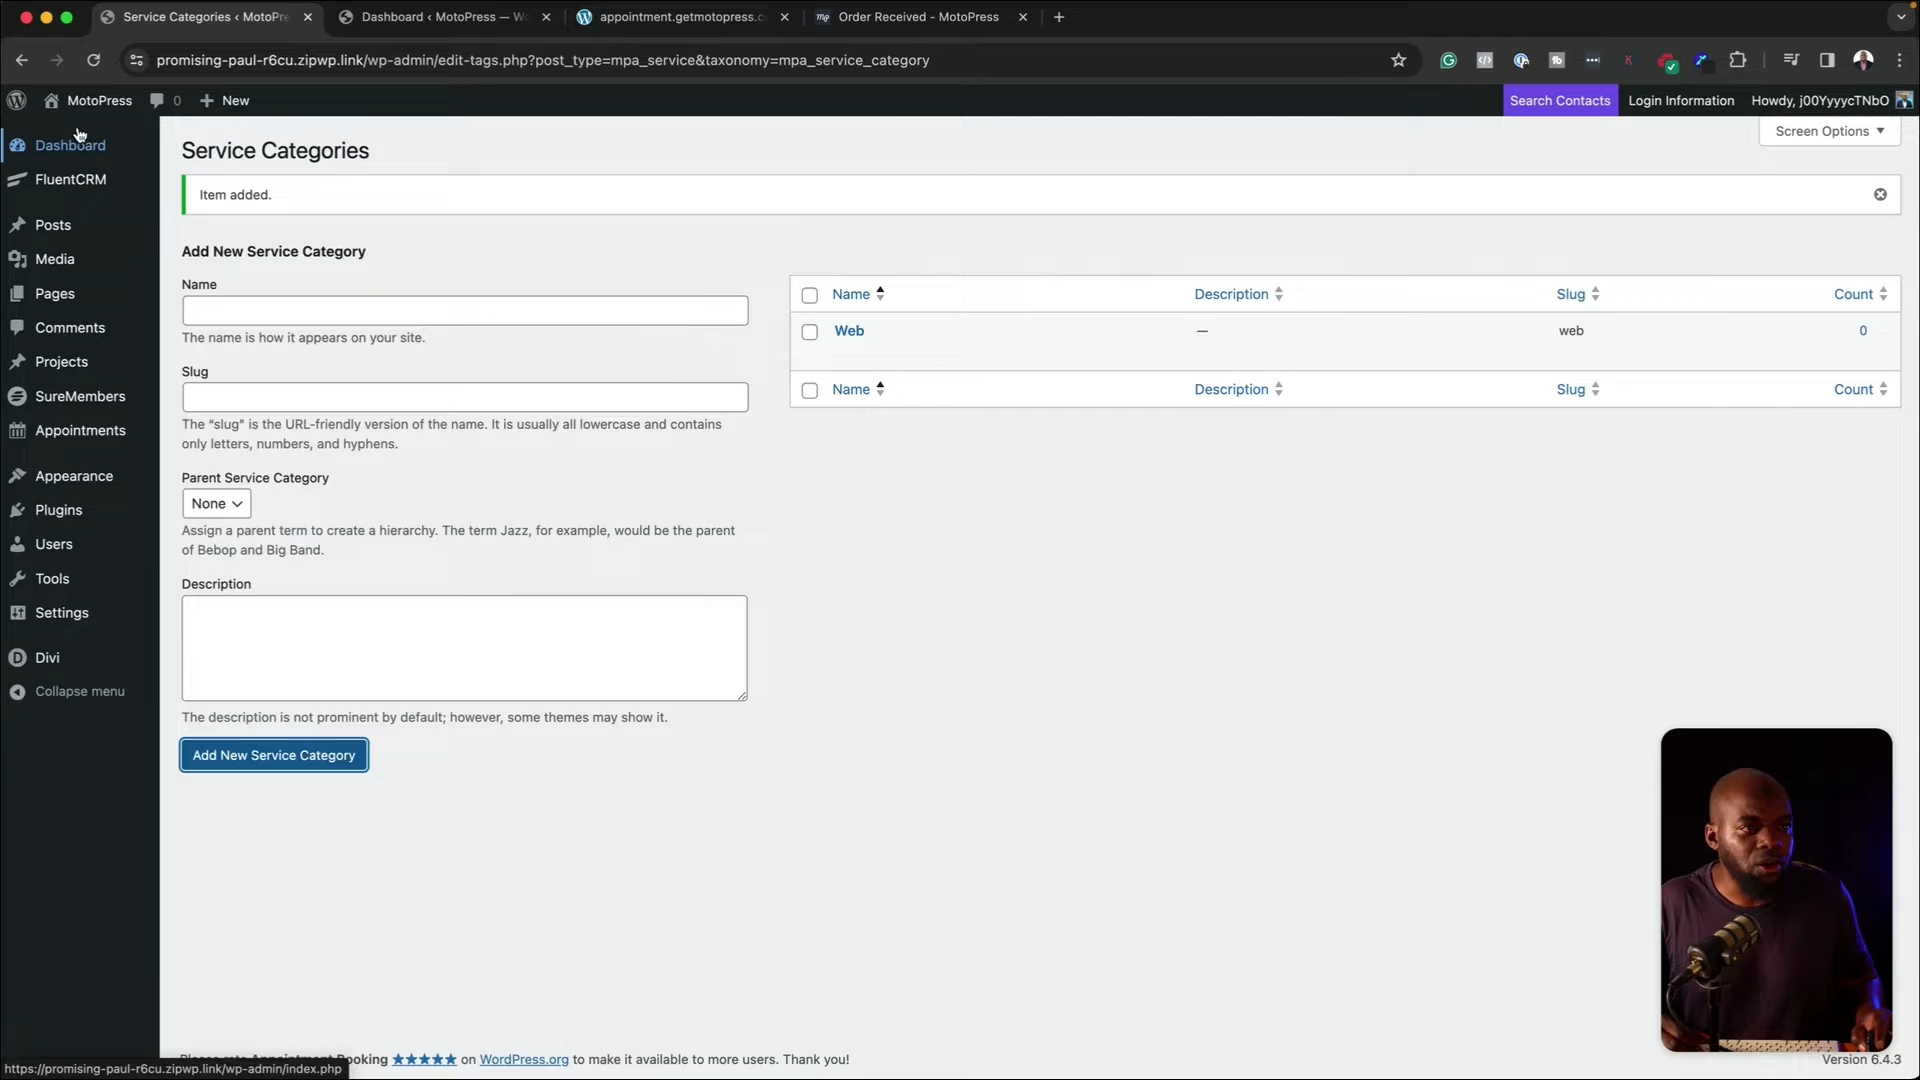 Service Categories ‹ MotoPre
Dashboard ‹ MotoPress — W
appointment.getmotopress.c
Order Received - MotoPress
promising-paul-r6cu.zipwp.link/wp-admin/edit-tags.php?post_type=mpa_service&taxonomy=mpa_service_category
MotoPress
0
New
Search Contacts
Login Information
Howdy, j00YyyycTNbO
Dashboard
FluentCRM
Posts
Media
Pages
Comments
Projects
SureMembers
Appointments
Appearance
Plugins
Users
Tools
Settings
Divi
Collapse menu
Screen Options
Service Categories
Item added.
Add New Service Category
Name
The name is how it appears on your site.
Slug
The “slug” is the URL-friendly version of the name. It is usually all lowercase and contains
only letters, numbers, and hyphens.
Parent Service Category
None
Assign a parent term to create a hierarchy. The term Jazz, for example, would be the parent
of Bebop and Big Band.
Description
The description is not prominent by default; however, some themes may show it.
Add New Service Category
Name Description Slug Count
Web — web 0
Name Description Slug Count
Please rate Appointment Booking ★★★★★ on WordPress.org to make it available to more users. Thank you!
Version 6.4.3
https://promising-paul-r6cu.zipwp.link/wp-admin/index.php